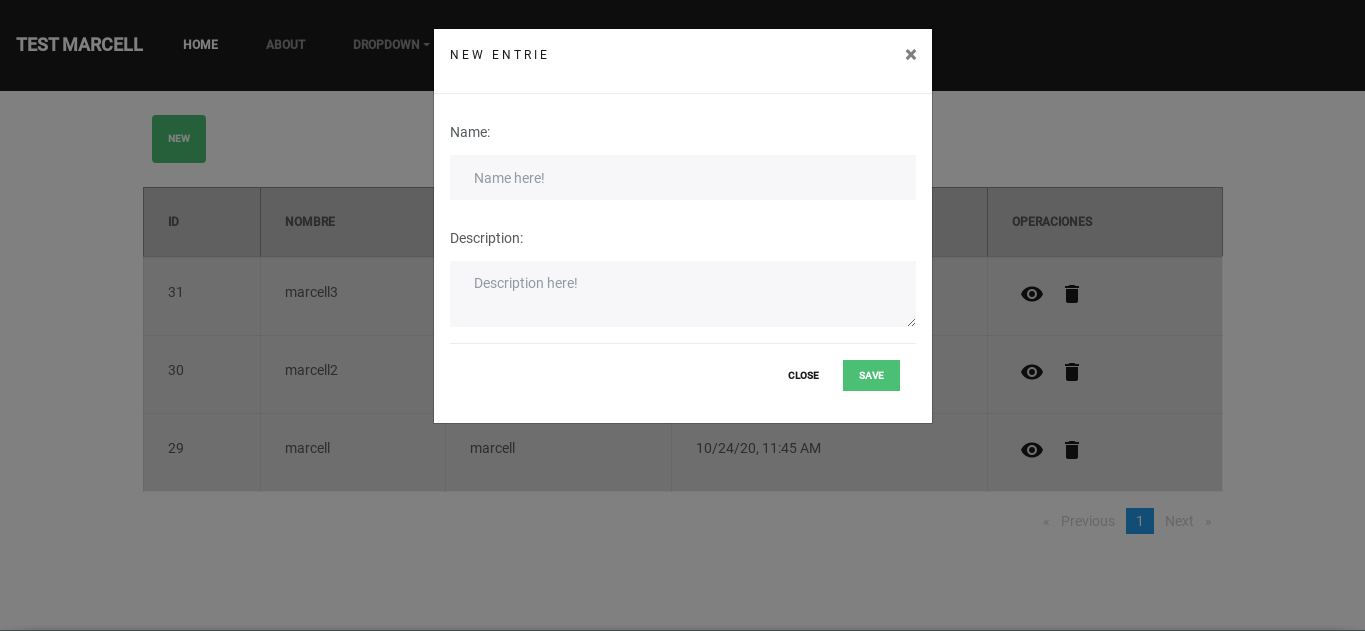 TEST MARCELL HOME ABOUT DROPDOWN
NEW ENTRIE ×
Name:
Name here!
Description:
Description here!
CLOSE SAVE
NEW
ID NOMBRE OPERACIONES
31 marcell3
30 marcell2
29 marcell marcell 10/24/20, 11:45 AM
« Previous 1 Next »